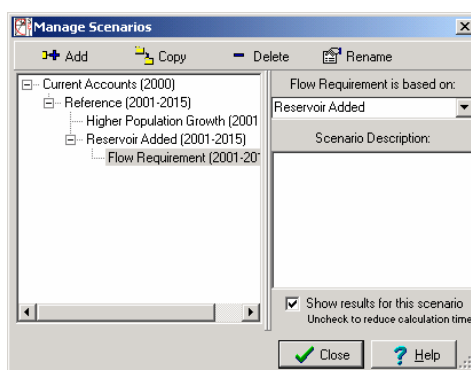 Manage Scenarios
Add Copy Delete Rename
Current Accounts (2000)
Reference (2001-2015)
Higher Population Growth (2001
Reservoir Added (2001-2015)
Flow Requirement (2001-20
Flow Requirement is based on:
Reservoir Added
Scenario Description:
Show results for this scenario
Uncheck to reduce calculation time
Close Help